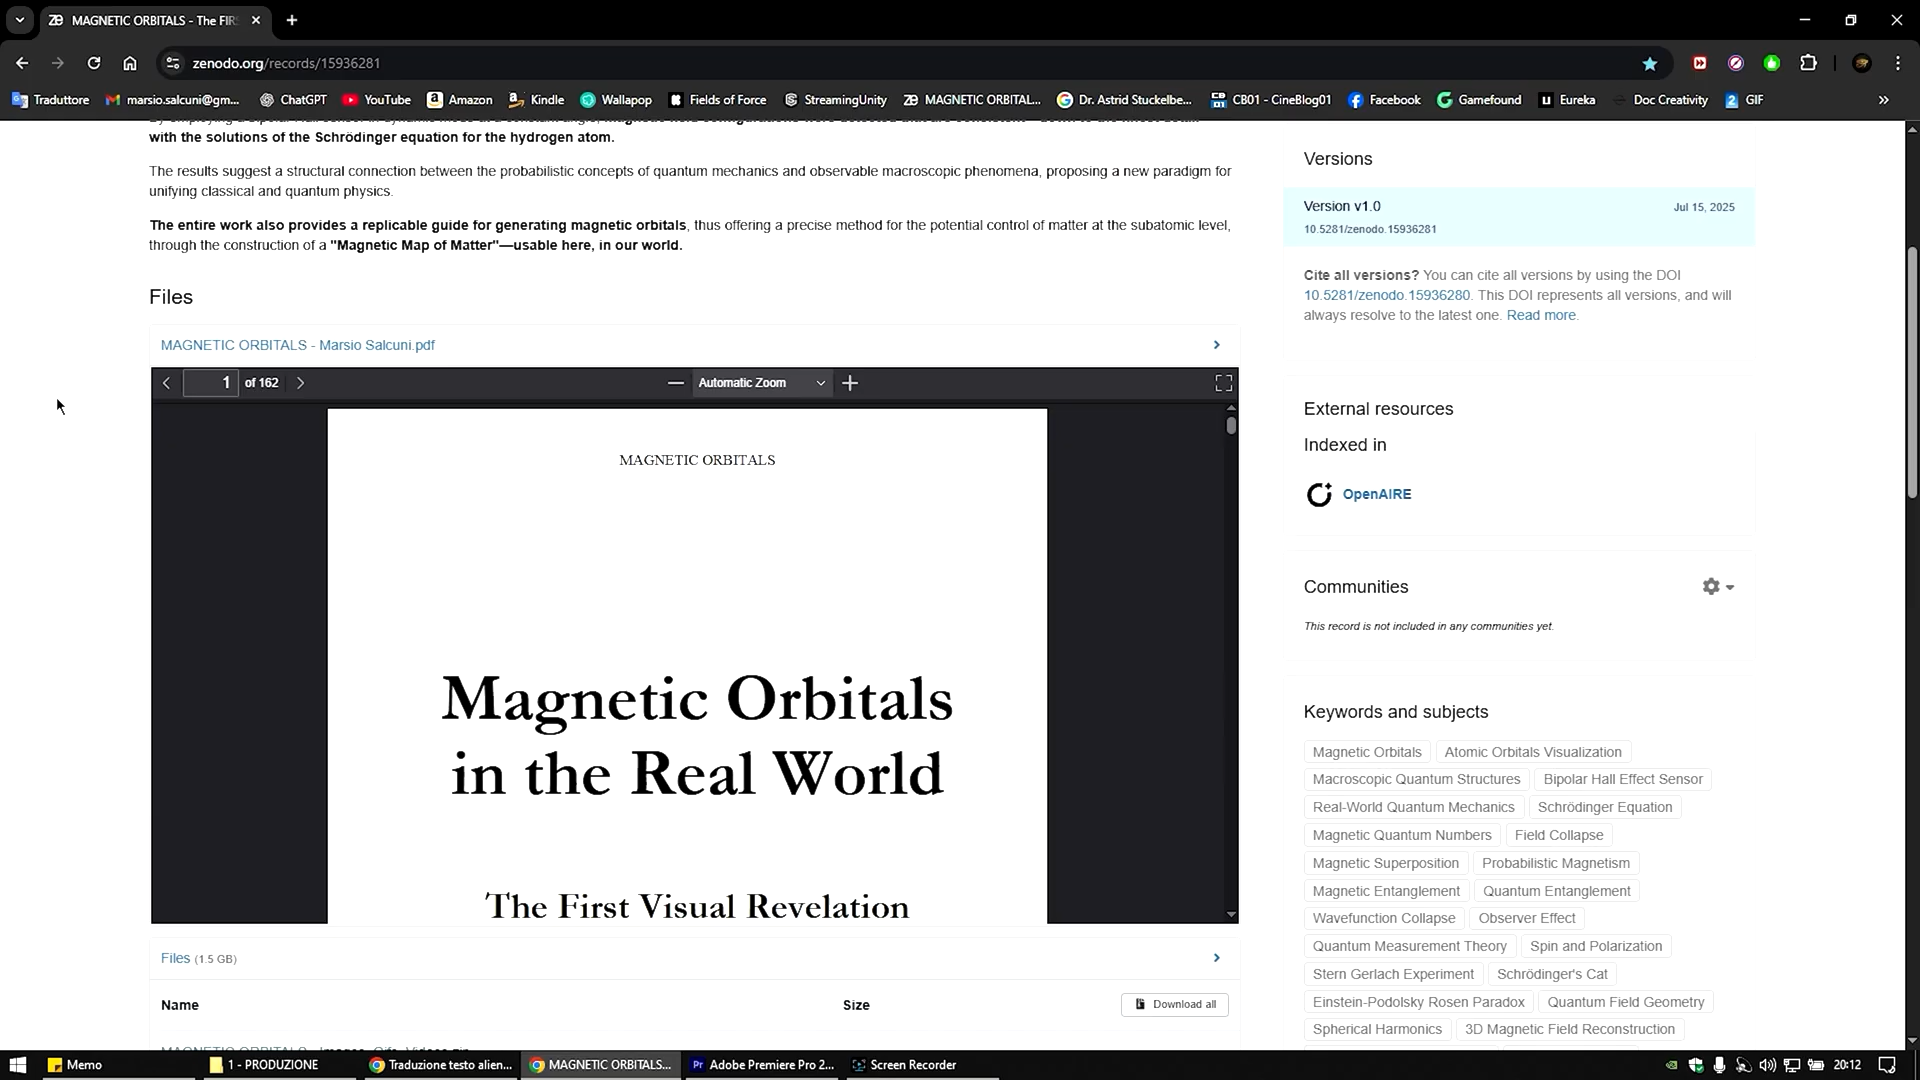 MAGNETIC ORBITALS - The FIR
zenodo.org/records/15936281
Traduttore
marsio.salcuni@gm...
ChatGPT
YouTube
Amazon
Kindle
Wallapop
Fields of Force
StreamingUnity
MAGNETIC ORBITAL...
Dr. Astrid Stuckelbe...
CB01 - CineBlog01
Facebook
Gamefound
Eureka
Doc Creativity
GIF
with the solutions of the Schrödinger equation for the hydrogen atom.
The results suggest a structural connection between the probabilistic concepts of quantum mechanics and observable macroscopic phenomena, proposing a new paradigm for
unifying classical and quantum physics.
The entire work also provides a replicable guide for generating magnetic orbitals, thus offering a precise method for the potential control of matter at the subatomic level,
through the construction of a "Magnetic Map of Matter"—usable here, in our world.
Files
MAGNETIC ORBITALS - Marsio Salcuni.pdf
1 of 162
Automatic Zoom
MAGNETIC ORBITALS
Magnetic Orbitals
in the Real World
The First Visual Revelation
Files (1.5 GB)
Name
Size
Download all
Versions
Version v1.0
Jul 15, 2025
10.5281/zenodo.15936281
Cite all versions? You can cite all versions by using the DOI
10.5281/zenodo.15936280. This DOI represents all versions, and will
always resolve to the latest one. Read more.
External resources
Indexed in
OpenAIRE
Communities
This record is not included in any communities yet.
Keywords and subjects
Magnetic Orbitals
Atomic Orbitals Visualization
Macroscopic Quantum Structures
Bipolar Hall Effect Sensor
Real-World Quantum Mechanics
Schrödinger Equation
Magnetic Quantum Numbers
Field Collapse
Magnetic Superposition
Probabilistic Magnetism
Magnetic Entanglement
Quantum Entanglement
Wavefunction Collapse
Observer Effect
Quantum Measurement Theory
Spin and Polarization
Stern Gerlach Experiment
Schrödinger's Cat
Einstein-Podolsky Rosen Paradox
Quantum Field Geometry
Spherical Harmonics
3D Magnetic Field Reconstruction
Memo
1 - PRODUZIONE
Traduzione testo alien...
MAGNETIC ORBITALS...
Adobe Premiere Pro 2...
Screen Recorder
20:12